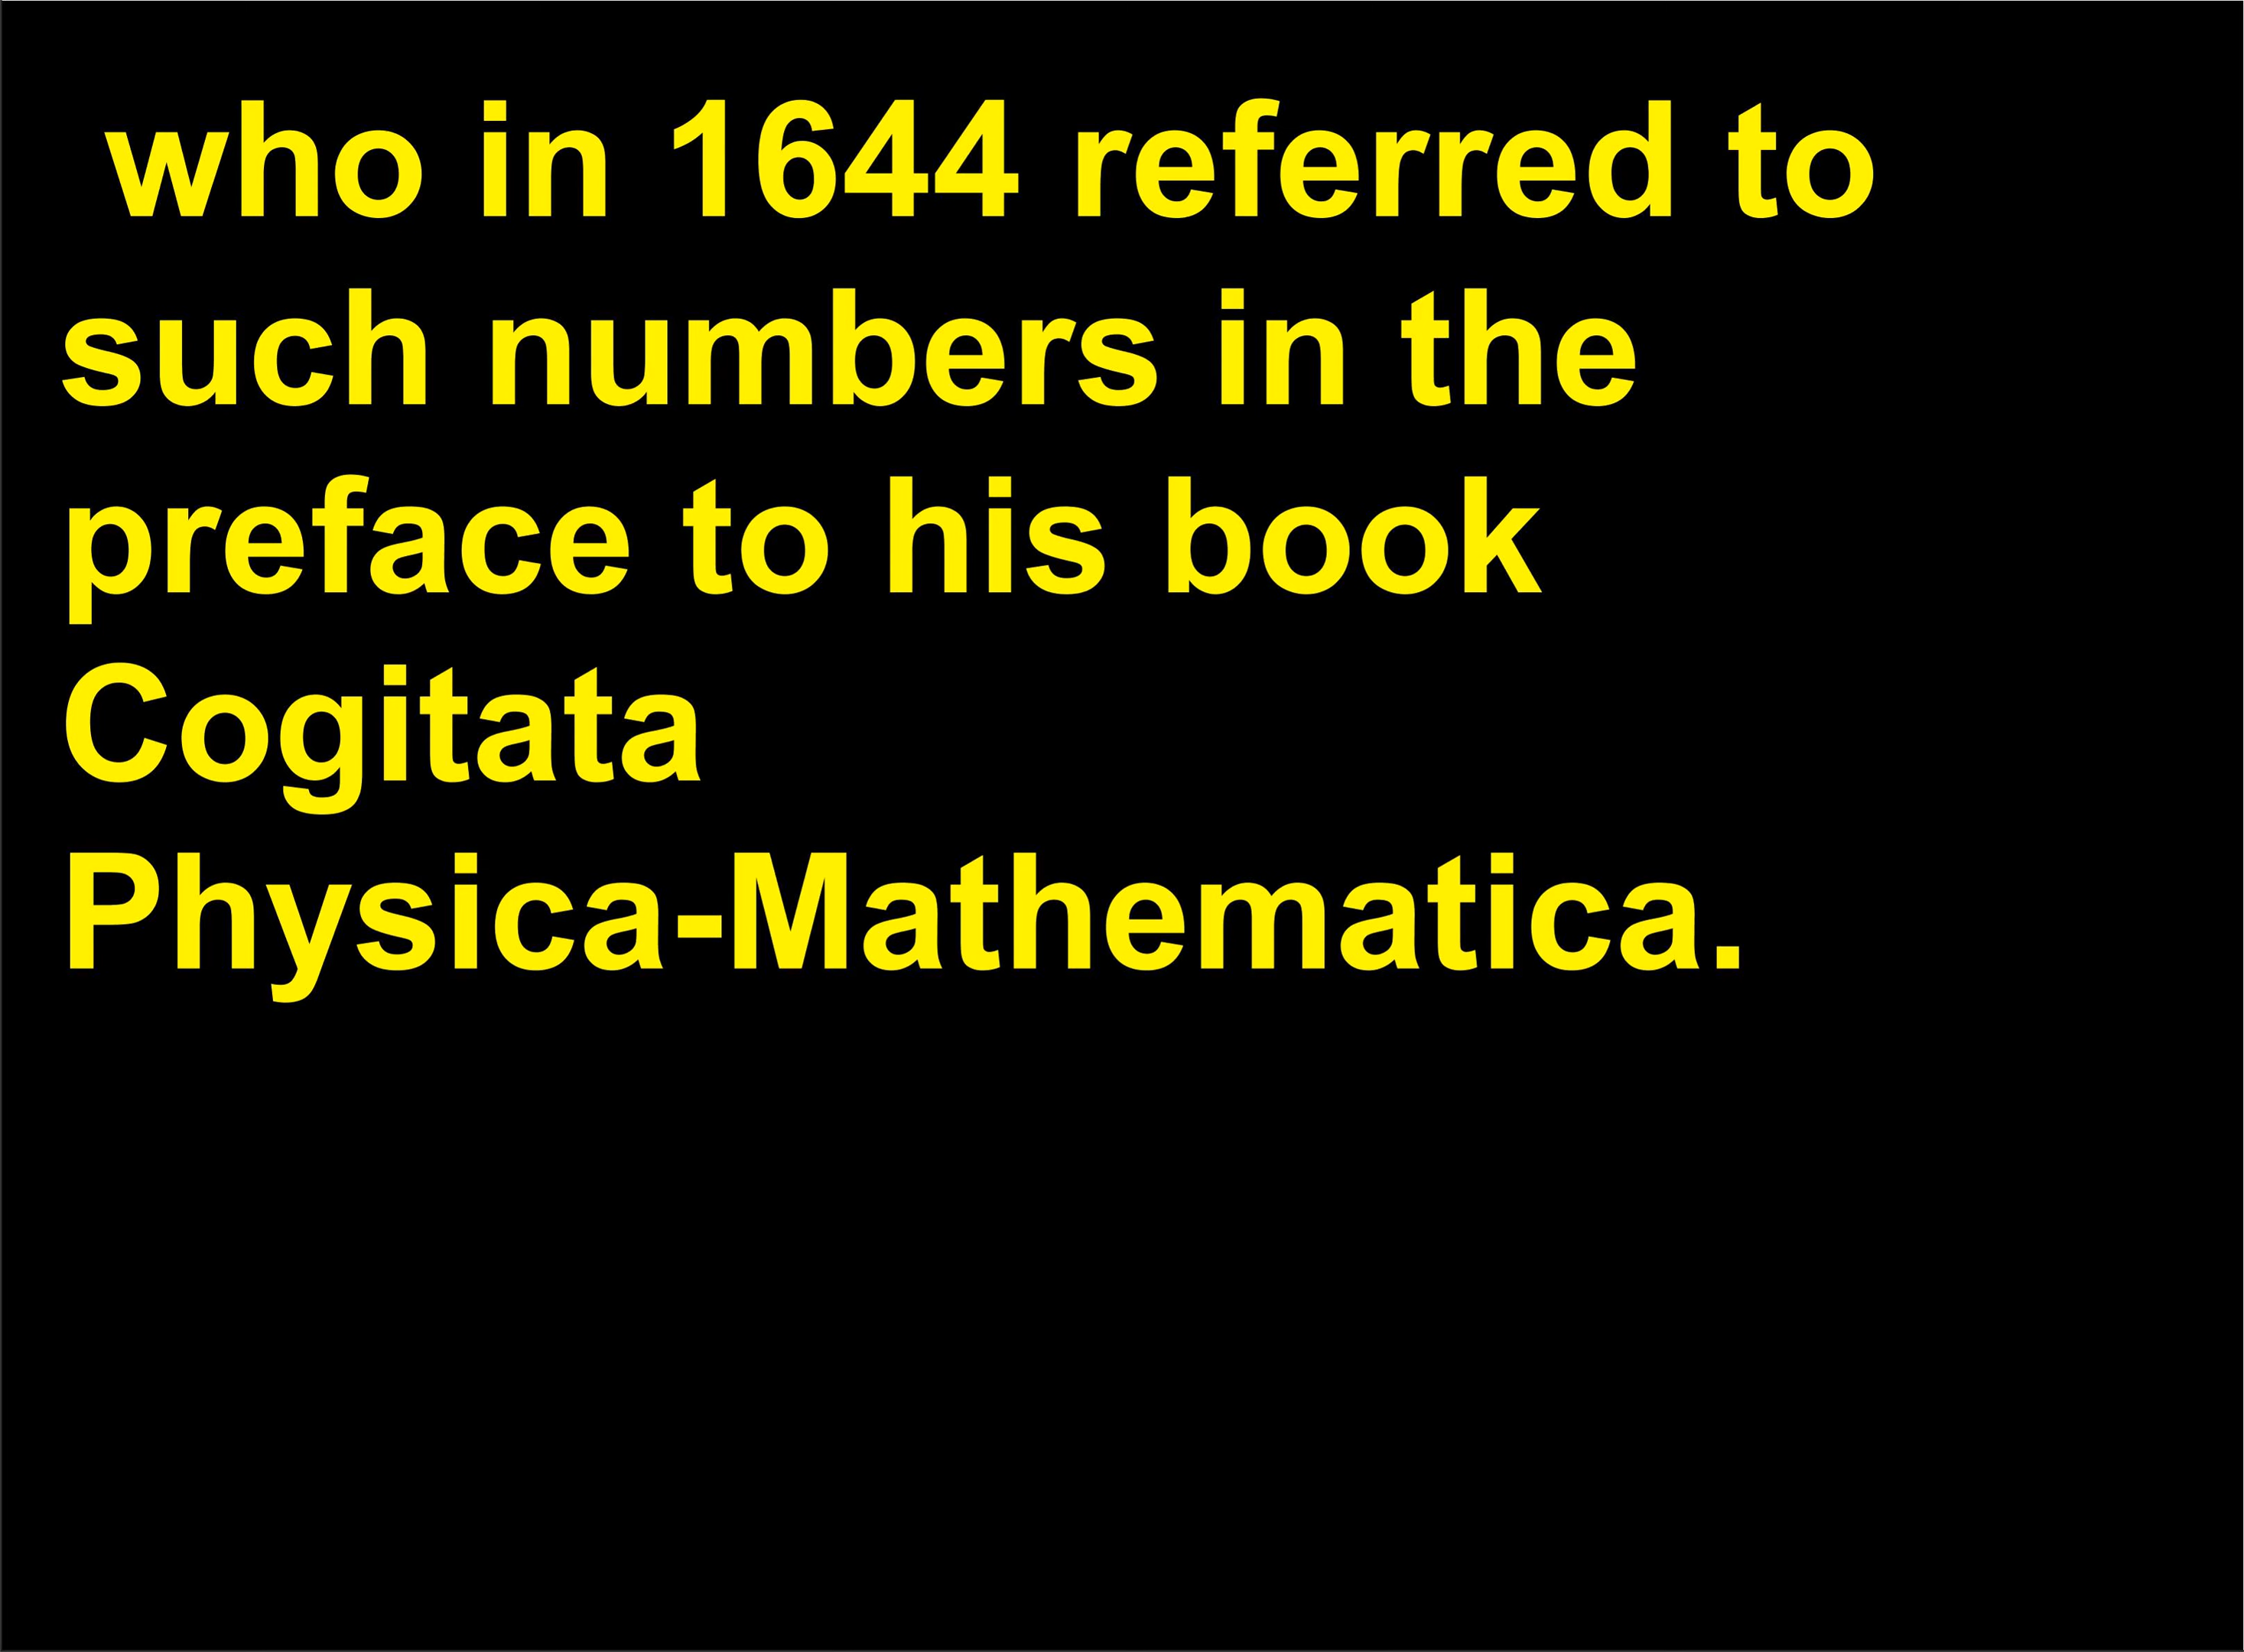 who in 1644 referred to
such numbers in the
preface to his book
Cogitata
Physica-Mathematica.